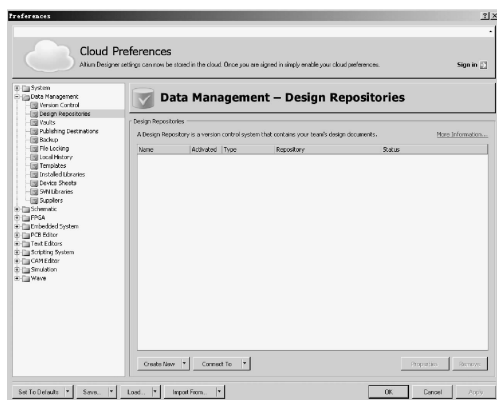 Preferences
Cloud Preferences
Altium Designer settings can now be stored in the cloud. Once you are signed in simply enable your cloud preferences.
Sign in
System
Data Management
Version Control
Design Repositories
Vaults
Publishing Destinations
Backup
File Locking
Local History
Templates
Installed Libraries
Device Sheets
SVN Libraries
Suppliers
Schematic
FPGA
Embedded System
PCB Editor
Text Editors
Scripting System
CAM Editor
Simulation
Wave
Data Management – Design Repositories
Design Repositories
A Design Repository is a version control system that contains your team's design documents.
More Information...
Name Activated Type Repository Status
Create New Connect To Properties Remove
Set To Defaults Save... Load... Import From... OK Cancel Apply